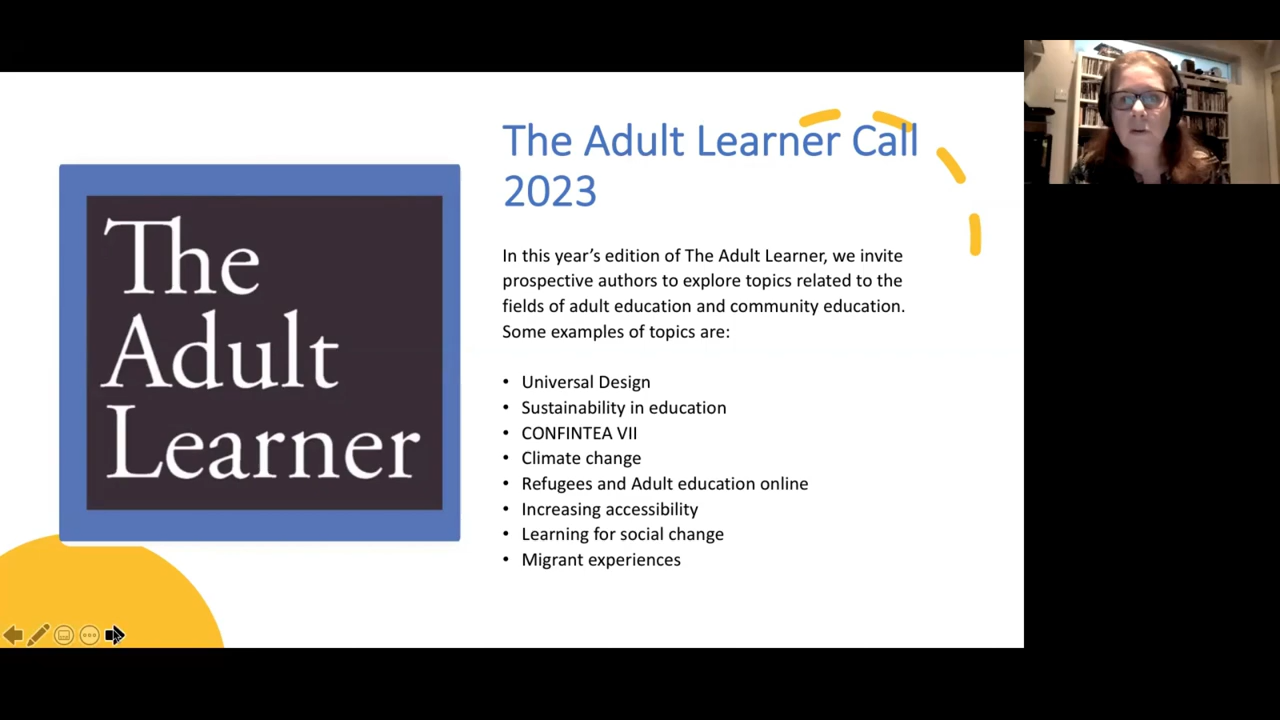 The
Adult
Learner
The Adult Learner Call
2023
In this year’s edition of The Adult Learner, we invite
prospective authors to explore topics related to the
fields of adult education and community education.
Some examples of topics are:
• Universal Design
• Sustainability in education
• CONFINTEA VII
• Climate change
• Refugees and Adult education online
• Increasing accessibility
• Learning for social change
• Migrant experiences